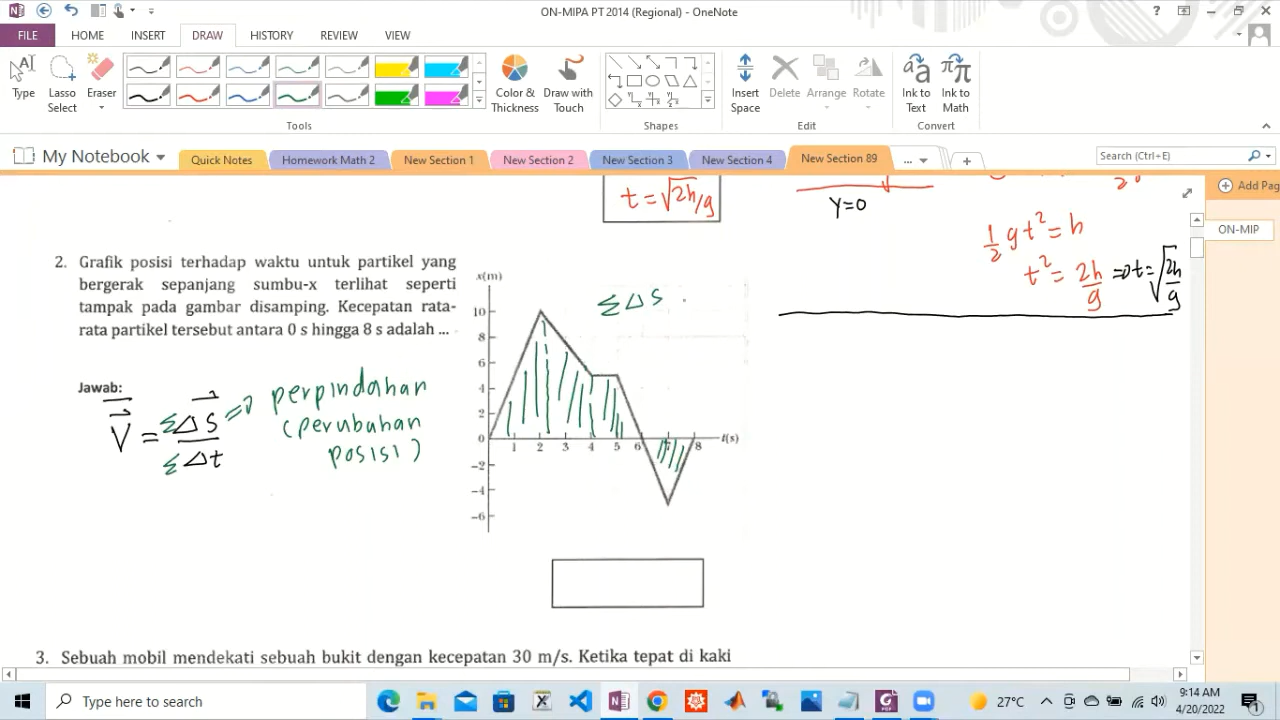 ON-MIPA PT 2014 (Regional) - OneNote
?
FILE HOME INSERT DRAW HISTORY REVIEW VIEW
Type
Lasso Select
Eraser
Color & Thickness
Draw with Touch
Insert Space
Delete
Arrange
Rotate
Ink to Text
Ink to Math
Tools
Shapes
Edit
Convert
My Notebook
Quick Notes
Homework Math 2
New Section 1
New Section 2
New Section 3
New Section 4
New Section 89
...
Search (Ctrl+E)
Add Pag
ON-MIP
t = √2h/g
Y=0
1/2 gt² = h
t² = 2h/g ⇒ t = √2h/g
2. Grafik posisi terhadap waktu untuk partikel yang
bergerak sepanjang sumbu-x terlihat seperti
tampak pada gambar disamping. Kecepatan rata-
rata partikel tersebut antara 0 s hingga 8 s adalah ...
Jawab:
V = ΣΔs / ΣΔt ⇒ perpindahan
(perubahan
posisi)
x(m)
ΣΔs
10
8
6
4
2
0
-2
-4
-6
1 2 3 4 5 6 7 8 t(s)
3. Sebuah mobil mendekati sebuah bukit dengan kecepatan 30 m/s. Ketika tepat di kaki
Type here to search
27°C
9:14 AM
4/20/2022